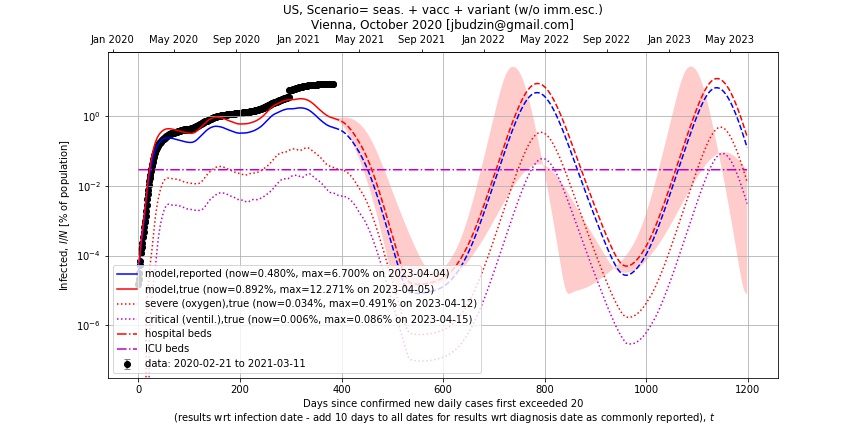 US, Scenario= seas. + vacc + variant (w/o imm.esc.)
Vienna, October 2020 [jbudzin@gmail.com]
Jan 2020 May 2020 Sep 2020 Jan 2021 May 2021 Sep 2021 Jan 2022 May 2022 Sep 2022 Jan 2023 May 2023
Infected, I/N [% of population]
10⁰
10⁻²
10⁻⁴
10⁻⁶
model,reported (now=0.480%, max=6.700% on 2023-04-04)
model,true (now=0.892%, max=12.271% on 2023-04-05)
severe (oxygen),true (now=0.034%, max=0.491% on 2023-04-12)
critical (ventil.),true (now=0.006%, max=0.086% on 2023-04-15)
hospital beds
ICU beds
data: 2020-02-21 to 2021-03-11
0 200 400 600 800 1000 1200
Days since confirmed new daily cases first exceeded 20
(results wrt infection date - add 10 days to all dates for results wrt diagnosis date as commonly reported), t